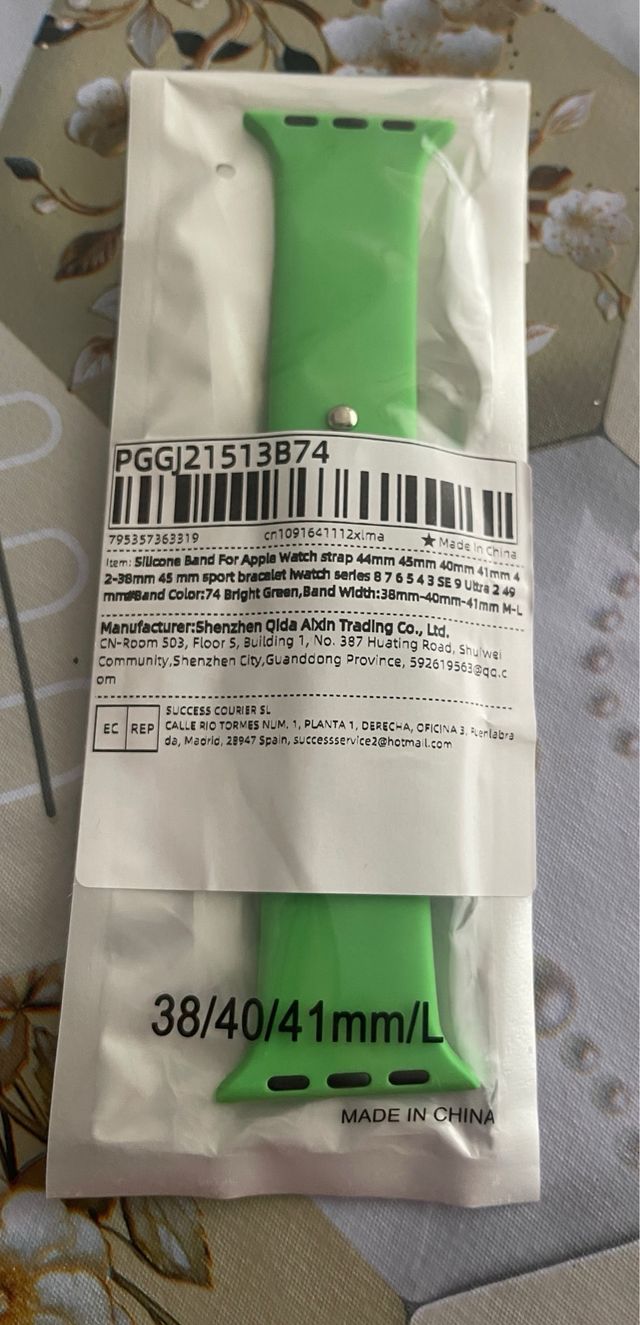 PGGJ21513B74
795357363319 cn1091641112xlma ★ Made In China
Item: Silicone Band For Apple Watch strap 44mm 45mm 40mm 41mm 4
2-38mm 45 mm sport bracelet iwatch series 8 7 6 5 4 3 SE 9 Ultra 2 49
mm#Band Color:74 Bright Green,Band Width:38mm-40mm-41mm M-L
Manufacturer:Shenzhen Qida Aixin Trading Co., Ltd.
CN-Room 503, Floor 5, Building 1, No. 387 Huating Road, Shuiwei
Community,Shenzhen City,Guanddong Province, 592619563@qq.c
om
EC REP
SUCCESS COURIER SL
CALLE RIO TORMES NUM. 1, PLANTA 1, DERECHA, OFICINA 3, Fuenlabra
da, Madrid, 28947 Spain, successservice2@hotmail.com
38/40/41mm/L
MADE IN CHINA